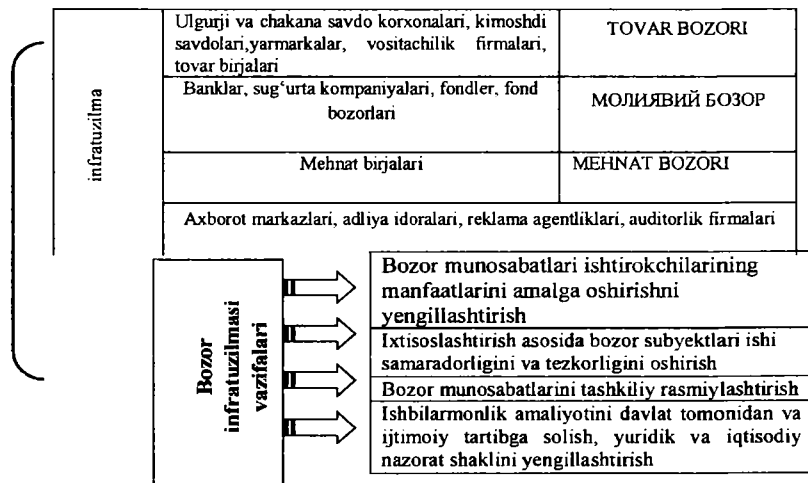 infratuzilma
Ulgurji va chakana savdo korxonalari, kimoshdi
savdolari,yarmarkalar, vositachilik firmalari,
tovar birjalari
TOVAR BOZORI
Banklar, sug‘urta kompaniyalari, fondler, fond
bozorlari
МОЛИЯВИЙ БОЗОР
Mehnat birjalari
MEHNAT BOZORI
Axborot markazlari, adliya idoralari, reklama agentliklari, auditorlik firmalari
Bozor
infratuzilmasi
vazifalari
Bozor munosabatlari ishtirokchilarining
manfaatlarini amalga oshirishni
yengillashtirish
Ixtisoslashtirish asosida bozor subyektlari ishi
samaradorligini va tezkorligini oshirish
Bozor munosabatlarini tashkiliy rasmiylashtirish
Ishbilarmonlik amaliyotini davlat tomonidan va
ijtimoiy tartibga solish, yuridik va iqtisodiy
nazorat shaklini yengillashtirish